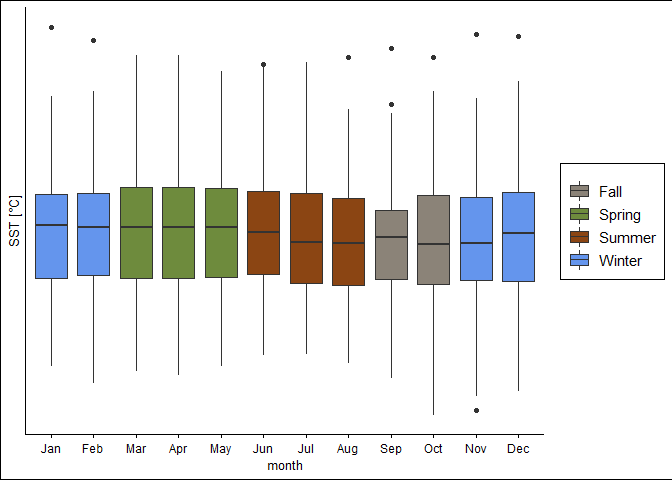 SST [°C]
Jan Feb Mar Apr May Jun Jul Aug Sep Oct Nov Dec
month
Fall
Spring
Summer
Winter